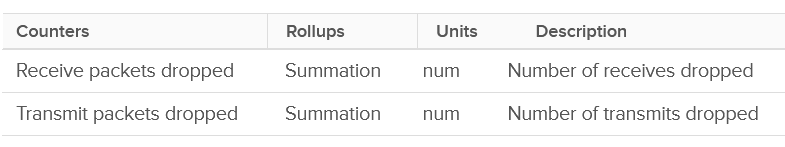 Counters Rollups Units Description
Receive packets dropped Summation num Number of receives dropped
Transmit packets dropped Summation num Number of transmits dropped